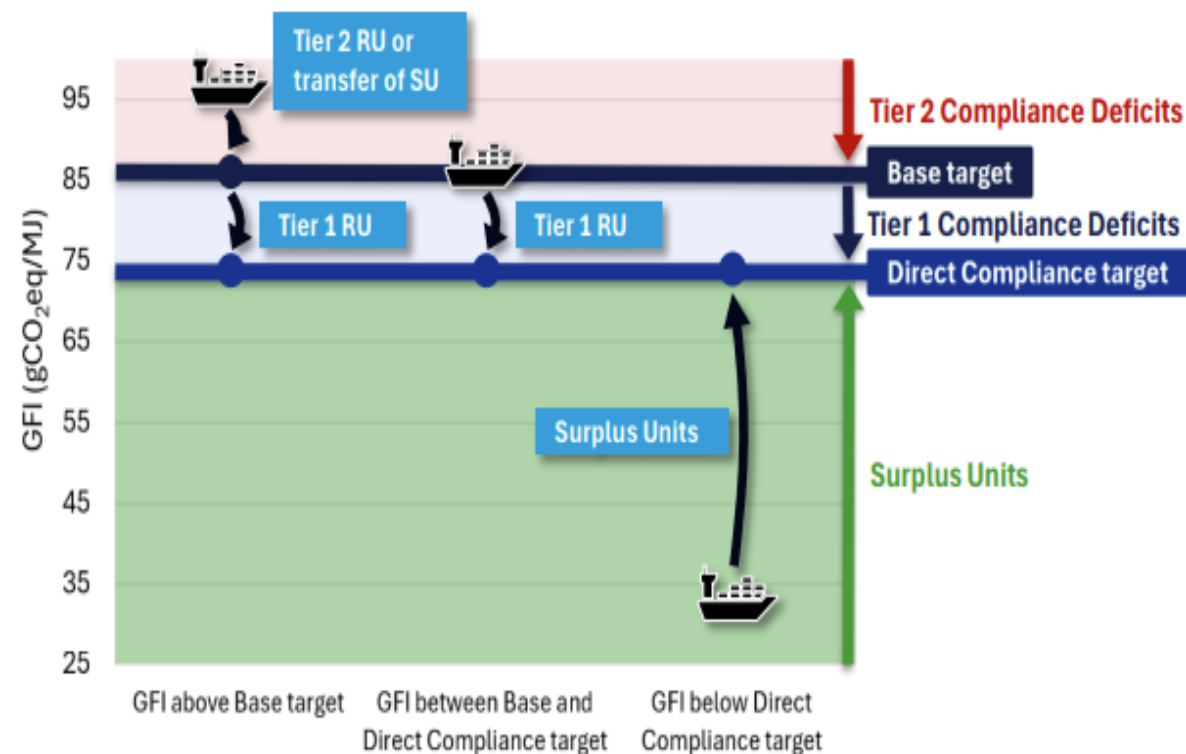 Tier 2 RU or
transfer of SU
95
Tier 2 Compliance Deficits
85
Base target
Tier 1 RU
Tier 1 RU
Tier 1 Compliance Deficits
75
Direct Compliance target
65
GFI (gCO₂eq/MJ)
55
Surplus Units
Surplus Units
45
35
25
GFI above Base target
GFI between Base and
Direct Compliance target
GFI below Direct
Compliance target